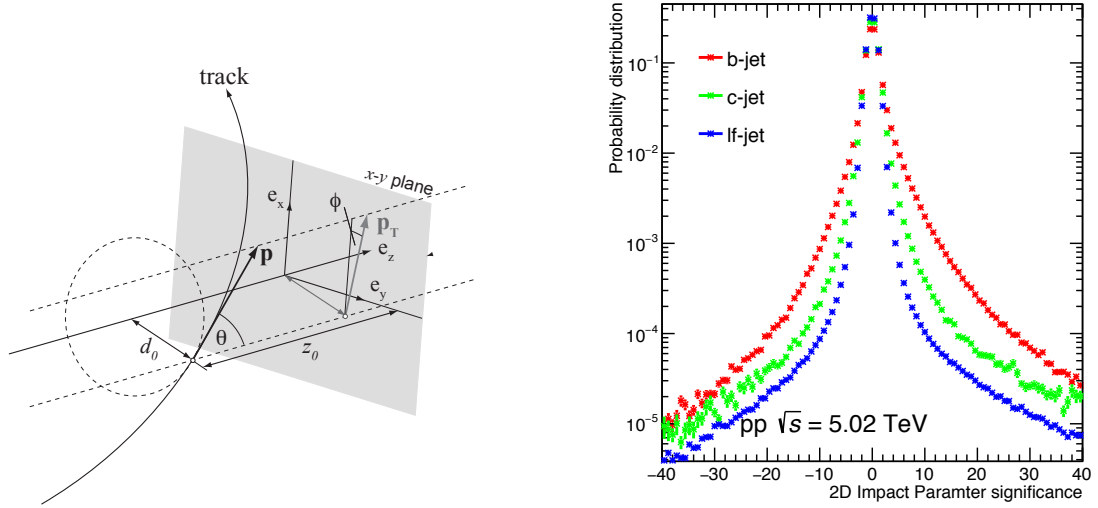 track
x-y plane
e_x
ϕ
p_T
p
e_z
e_y
θ
d_0
z_0
Probability distribution
10^{-1}
10^{-2}
10^{-3}
10^{-4}
10^{-5}
b-jet
c-jet
lf-jet
pp √s = 5.02 TeV
−40 −30 −20 −10 0 10 20 30 40
2D Impact Paramter significance